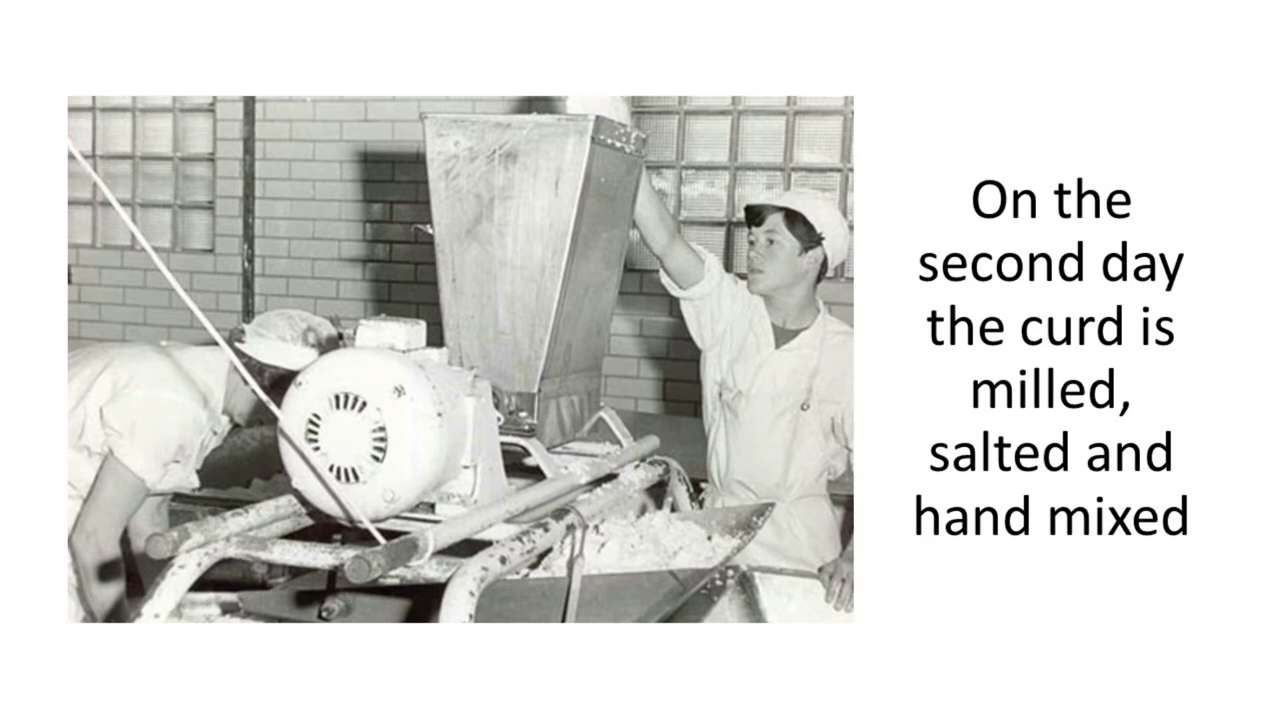 On the
second day
the curd is
milled,
salted and
hand mixed